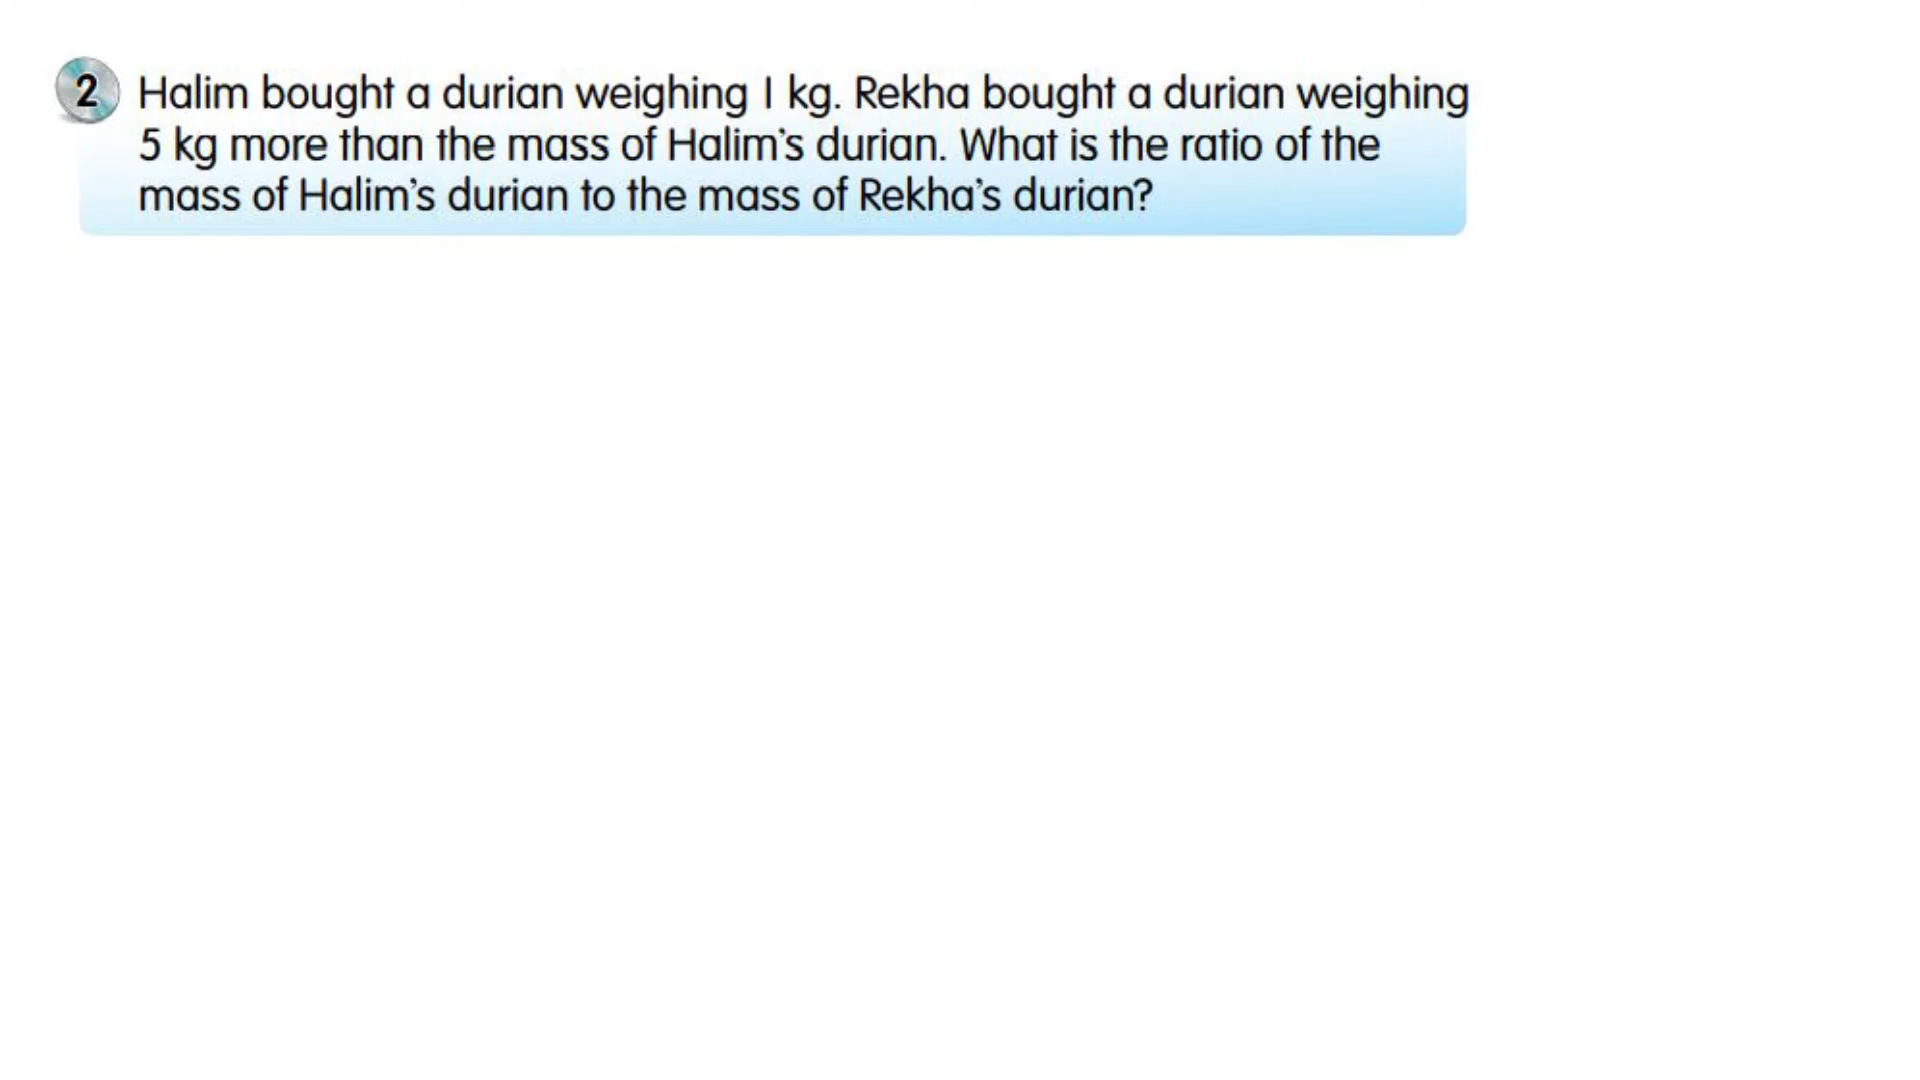 2 Halim bought a durian weighing 1 kg. Rekha bought a durian weighing
5 kg more than the mass of Halim’s durian. What is the ratio of the
mass of Halim’s durian to the mass of Rekha’s durian?